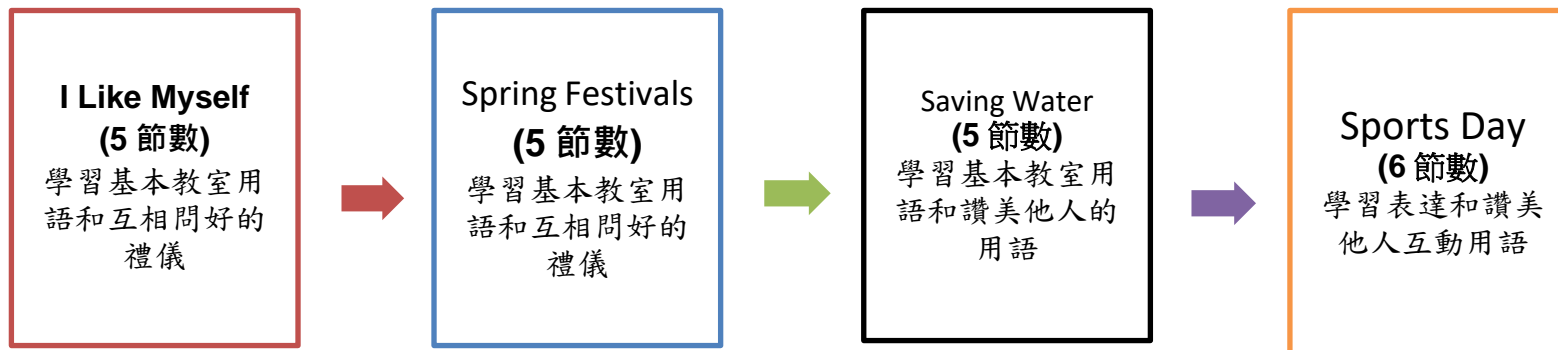 I Like Myself
(5 節數)
學習基本教室用
語和互相問好的
禮儀
Spring Festivals
(5 節數)
學習基本教室用
語和互相問好的
禮儀
Saving Water
(5 節數)
學習基本教室用
語和讚美他人的
用語
Sports Day
(6 節數)
學習表達和讚美
他人互動用語